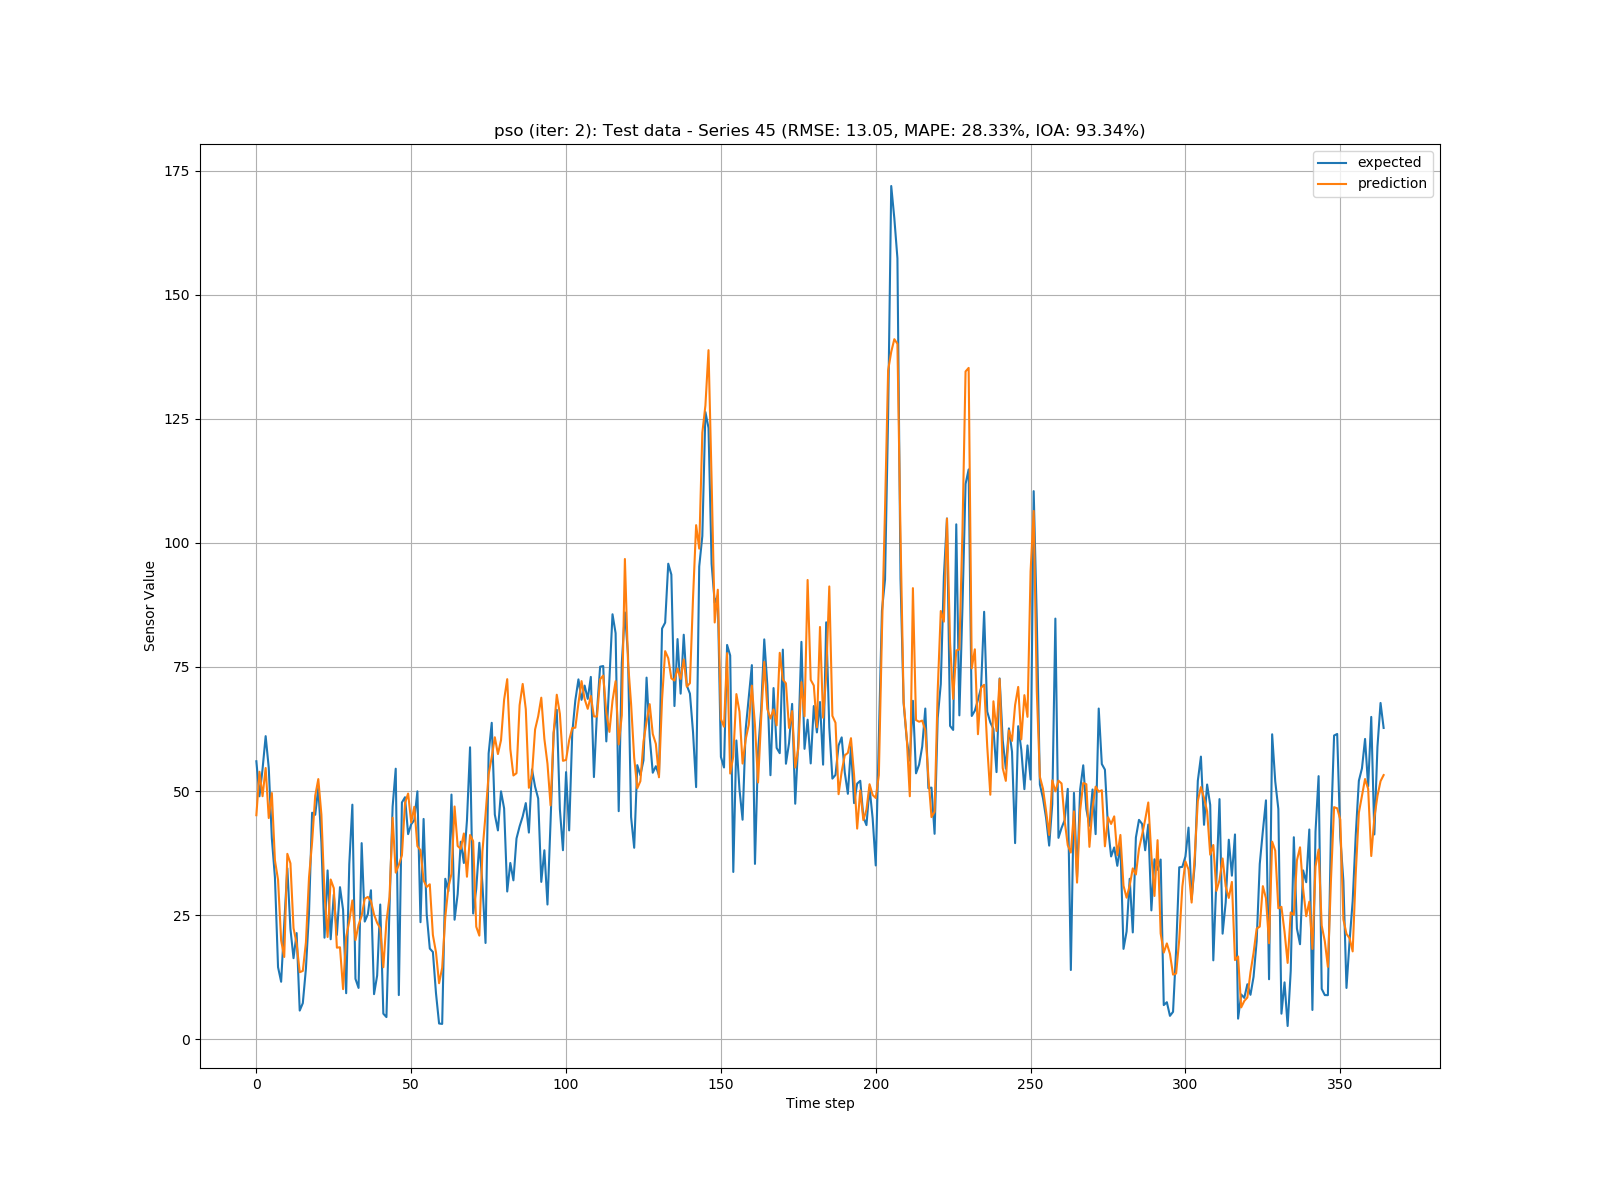 pso (iter: 2): Test data - Series 45 (RMSE: 13.05, MAPE: 28.33%, IOA: 93.34%)
expected
prediction
175
150
125
100
75
50
25
0
Sensor Value
0 50 100 150 200 250 300 350
Time step